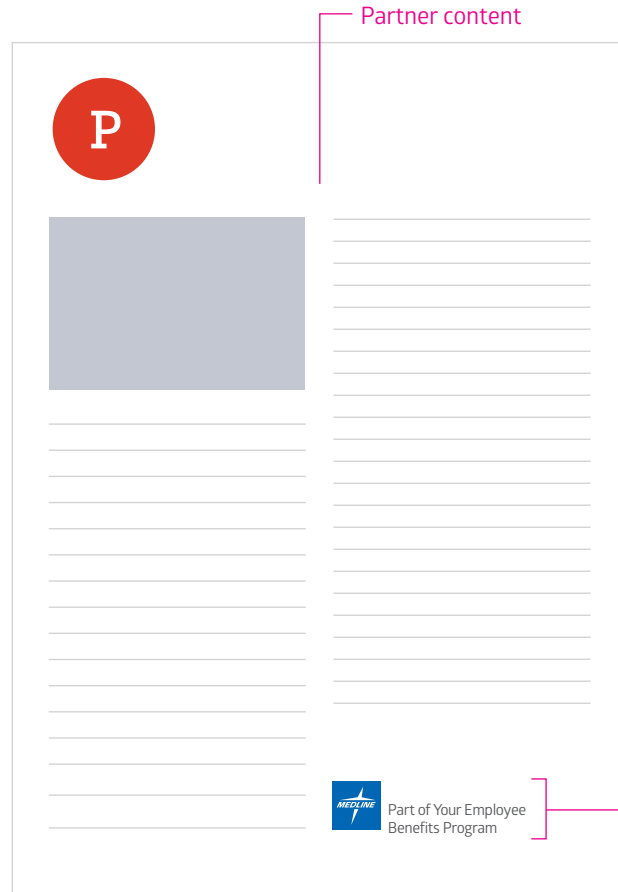 Partner content
P
MEDLINE
Part of Your Employee
Benefits Program